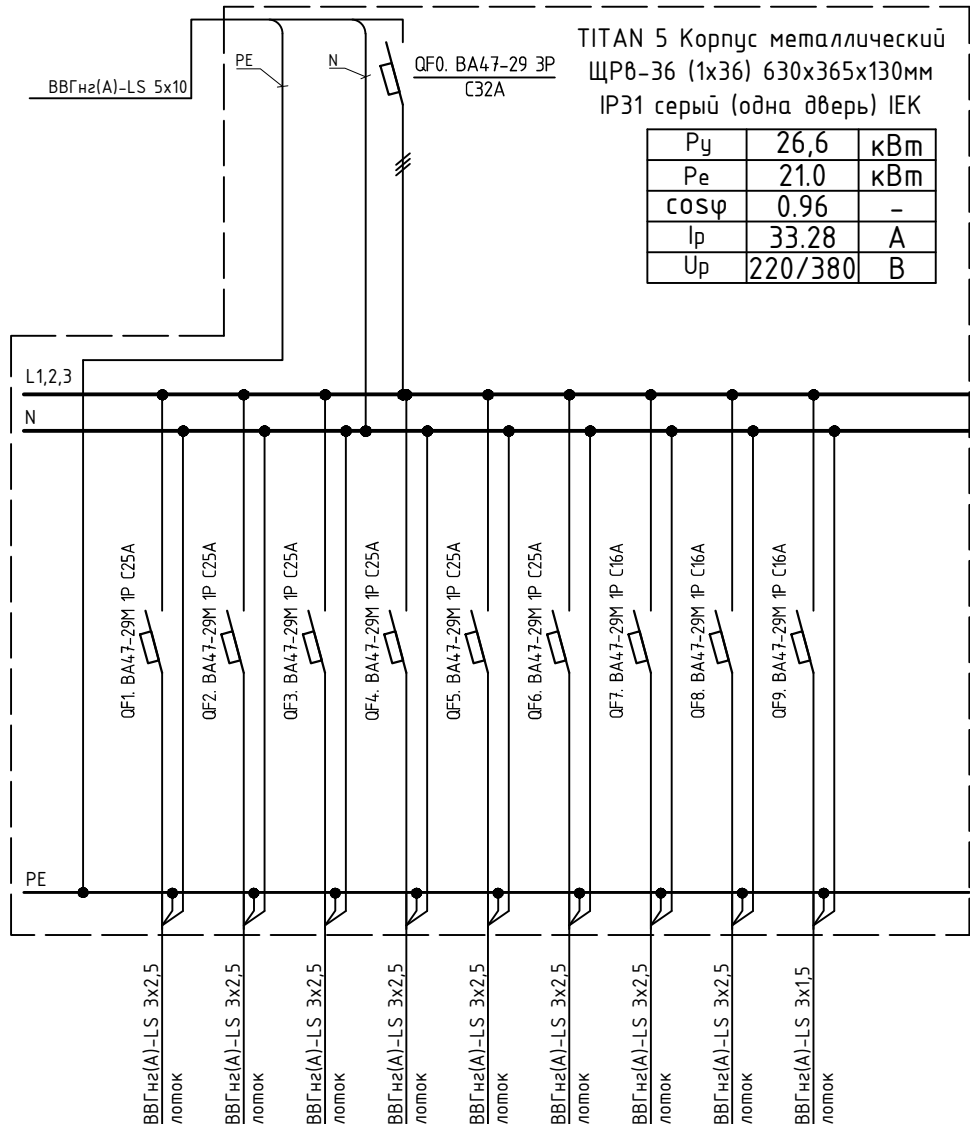 TITAN 5 Корпус металлический
ЩРв-36 (1х36) 630х365х130мм
IP31 серый (одна дверь) IEK
ВВГнг(А)-LS 5х10
PE
N
QF0. ВА47-29 3Р
С32А
Ру 26,6 кВт
Ре 21.0 кВт
cosφ 0.96 -
Iр 33.28 А
Uр 220/380 В
L1,2,3
N
QF1. ВА47-29М 1Р С25А
QF2. ВА47-29М 1Р С25А
QF3. ВА47-29М 1Р С25А
QF4. ВА47-29М 1Р С25А
QF5. ВА47-29М 1Р С25А
QF6. ВА47-29М 1Р С25А
QF7. ВА47-29М 1Р С16А
QF8. ВА47-29М 1Р С16А
QF9. ВА47-29М 1Р С16А
PE
ВВГнг(А)-LS 3х2,5
лоток
ВВГнг(А)-LS 3х2,5
лоток
ВВГнг(А)-LS 3х2,5
лоток
ВВГнг(А)-LS 3х2,5
лоток
ВВГнг(А)-LS 3х2,5
лоток
ВВГнг(А)-LS 3х2,5
лоток
ВВГнг(А)-LS 3х2,5
лоток
ВВГнг(А)-LS 3х2,5
лоток
ВВГнг(А)-LS 3х1,5
лоток